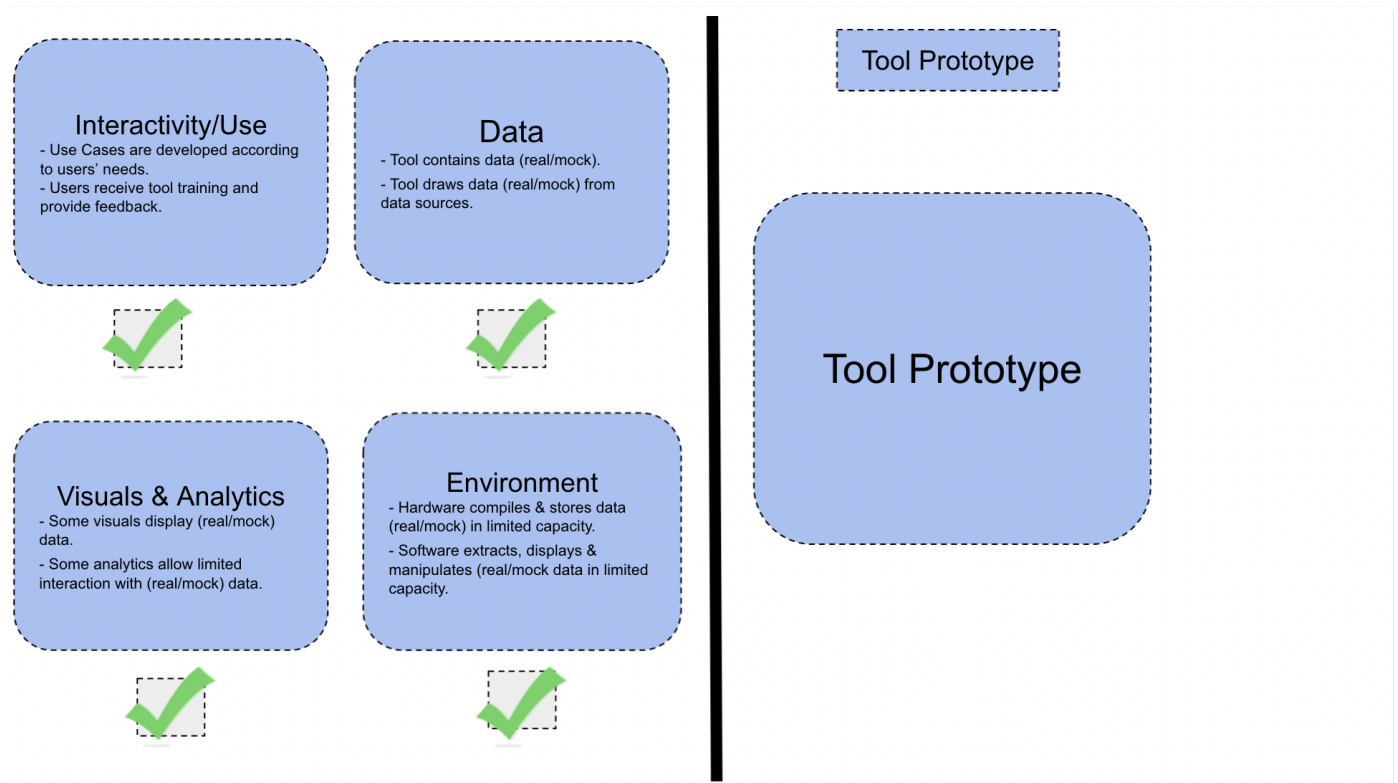 Interactivity/Use
- Use Cases are developed according
to users’ needs.
- Users receive tool training and
provide feedback.
Data
- Tool contains data (real/mock).
- Tool draws data (real/mock) from
data sources.
Visuals & Analytics
- Some visuals display (real/mock)
data.
- Some analytics allow limited
interaction with (real/mock) data.
Environment
- Hardware compiles & stores data
(real/mock) in limited capacity.
- Software extracts, displays &
manipulates (real/mock data in limited
capacity.
Tool Prototype
Tool Prototype